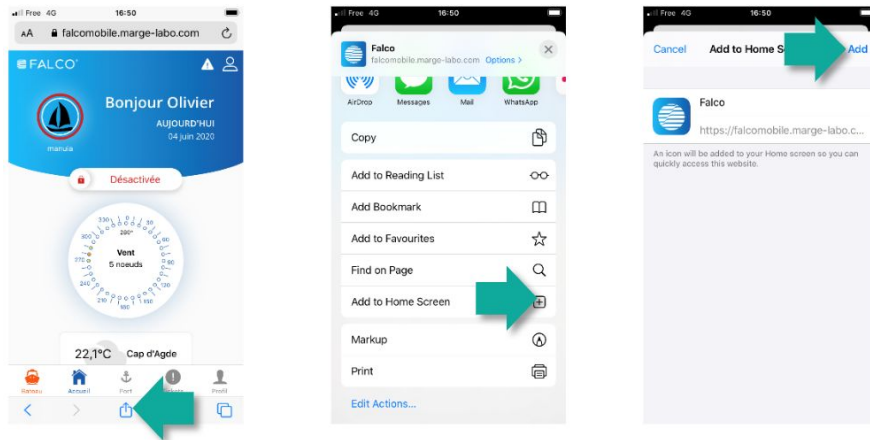 Free 4G 16:50
AA falcomobile.marge-labo.com
FALCO
Bonjour Olivier
AUJOURD'HUI
04 juin 2020
manuia
Désactivée
Vent
5 noeuds
22,1°C Cap d'Agde
Bateau Accueil Port Profil
Free 4G 16:50
Falco
falcomobile.marge-labo.com Options >
AirDrop Messages Mail WhatsApp
Copy
Add to Reading List
Add Bookmark
Add to Favourites
Find on Page
Add to Home Screen
Markup
Print
Edit Actions...
Free 4G 16:50
Cancel Add to Home Add
Falco
https://falcomobile.marge-labo.c...
An icon will be added to your Home screen so you can
quickly access this website.